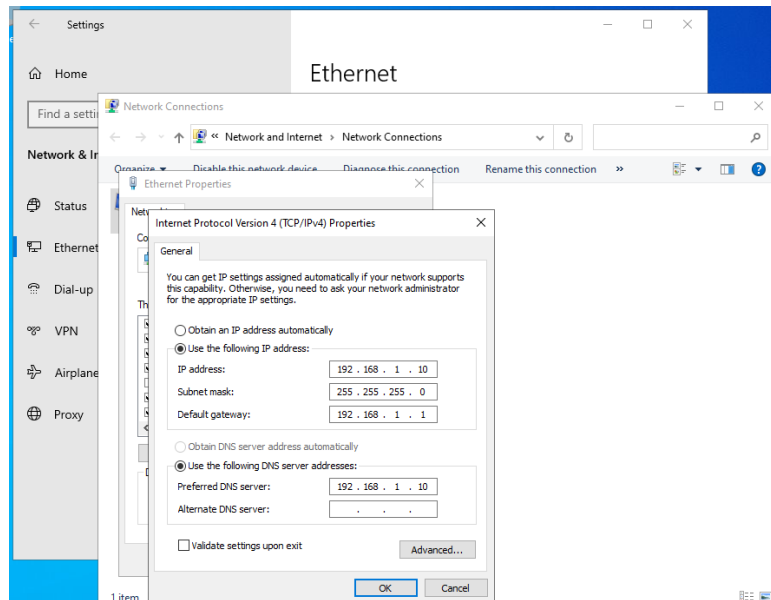 Settings
Home
Ethernet
Find a setti
Network & In
Status
Ethernet
Dial-up
VPN
Airplane
Proxy
Network Connections
« Network and Internet › Network Connections
Organize Disable this network device Diagnose this connection Rename this connection »
Ethernet Properties
Internet Protocol Version 4 (TCP/IPv4) Properties
General
You can get IP settings assigned automatically if your network supports
this capability. Otherwise, you need to ask your network administrator
for the appropriate IP settings.
Obtain an IP address automatically
Use the following IP address:
IP address: 192 . 168 . 1 . 10
Subnet mask: 255 . 255 . 255 . 0
Default gateway: 192 . 168 . 1 . 1
Obtain DNS server address automatically
Use the following DNS server addresses:
Preferred DNS server: 192 . 168 . 1 . 10
Alternate DNS server: . . .
Validate settings upon exit
Advanced...
OK Cancel
1 item